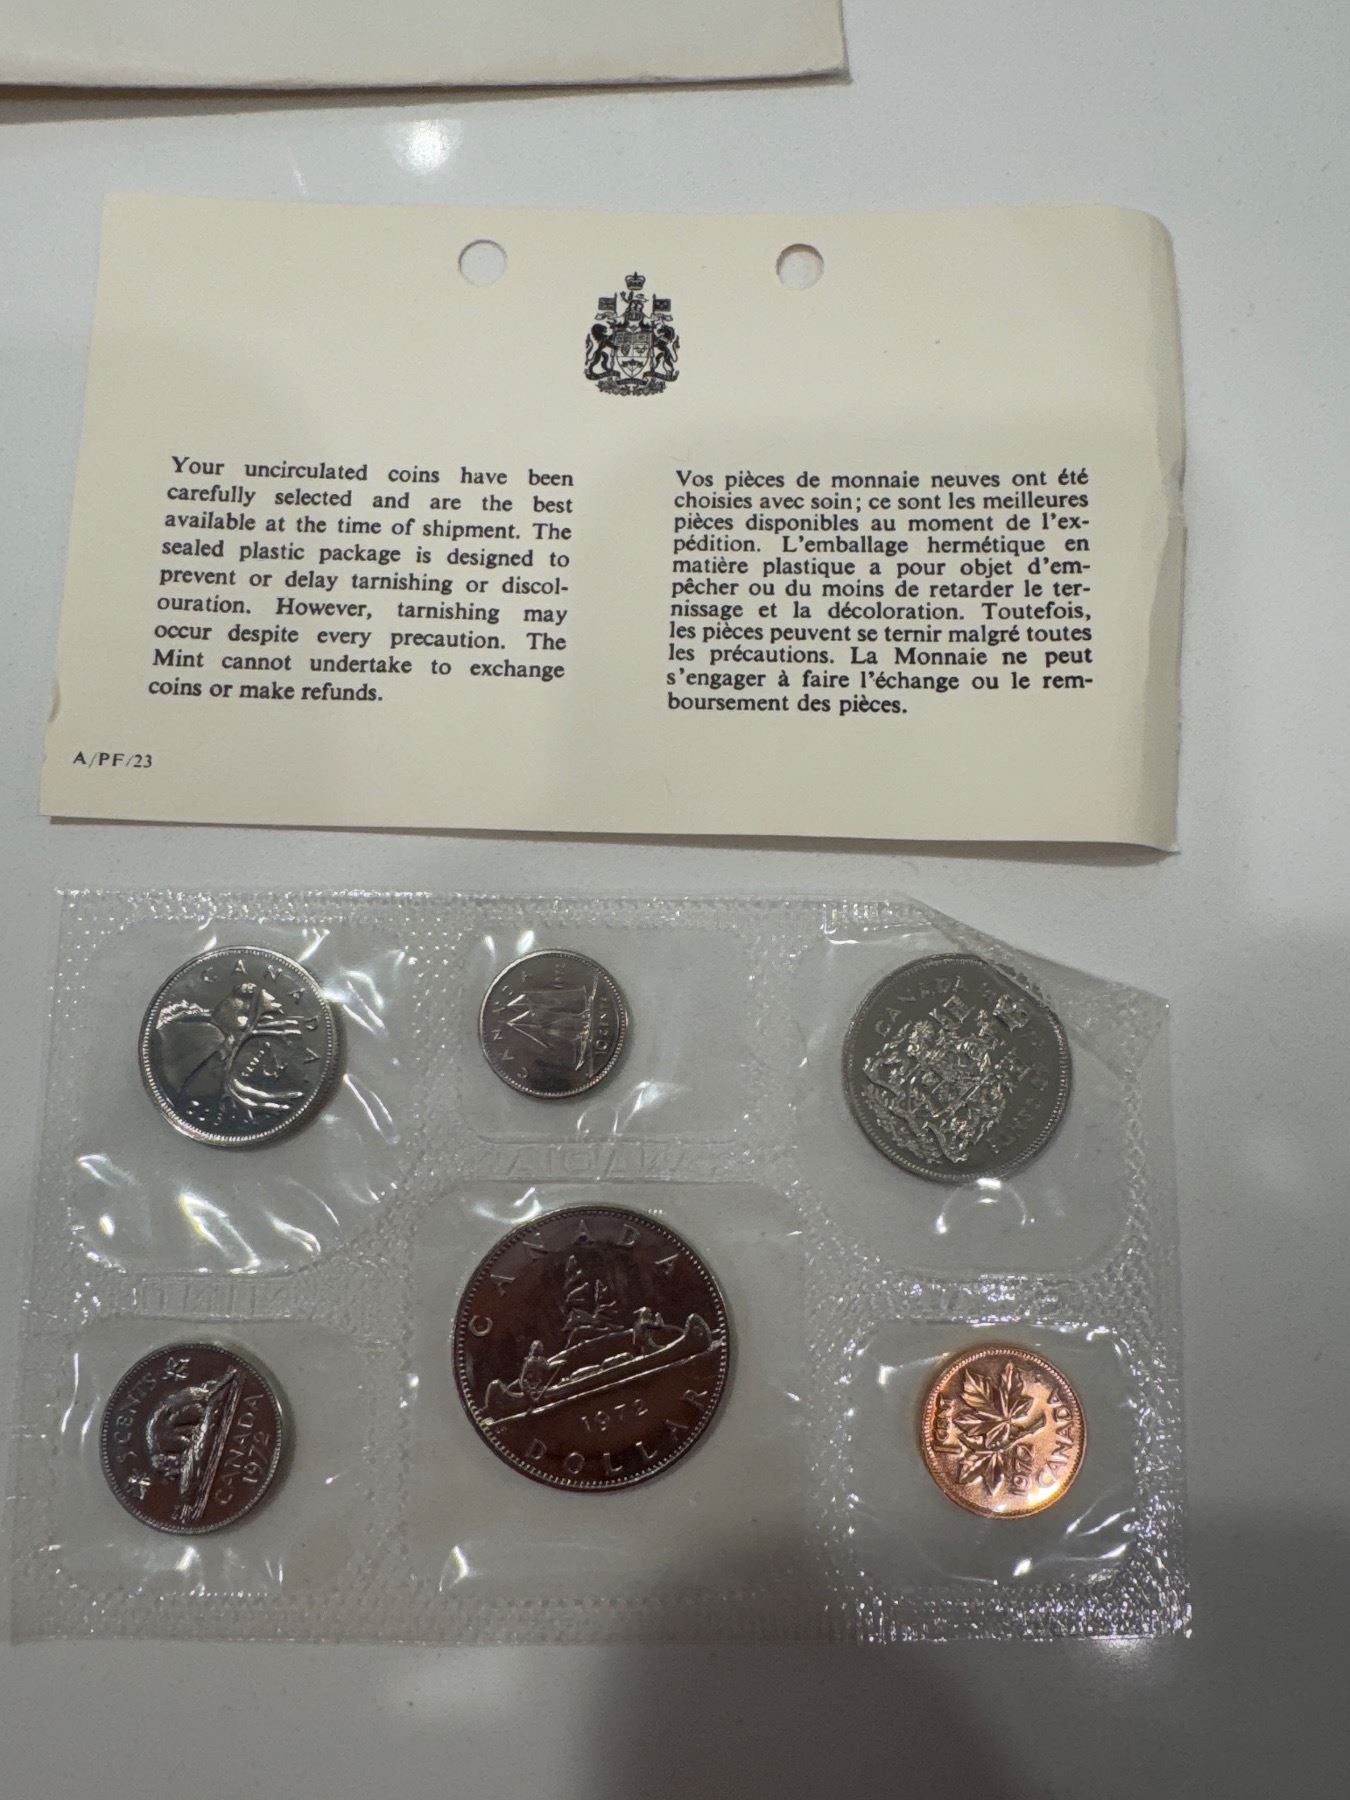 Your uncirculated coins have been
carefully selected and are the best
available at the time of shipment. The
sealed plastic package is designed to
prevent or delay tarnishing or discol-
ouration. However, tarnishing may
occur despite every precaution. The
Mint cannot undertake to exchange
coins or make refunds.
Vos pièces de monnaie neuves ont été
choisies avec soin; ce sont les meilleures
pièces disponibles au moment de l'ex-
pédition. L'emballage hermétique en
matière plastique a pour objet d'em-
pêcher ou du moins de retarder le ter-
nissage et la décoloration. Toutefois,
les pièces peuvent se ternir malgré toutes
les précautions. La Monnaie ne peut
s'engager à faire l'échange ou le rem-
boursement des pièces.
A/PF/23
CANADA
CANADA
CANADA
5 CENTS
CANADA
1972
CANADA
1972
DOLLAR
1 CENT
1972
CANADA